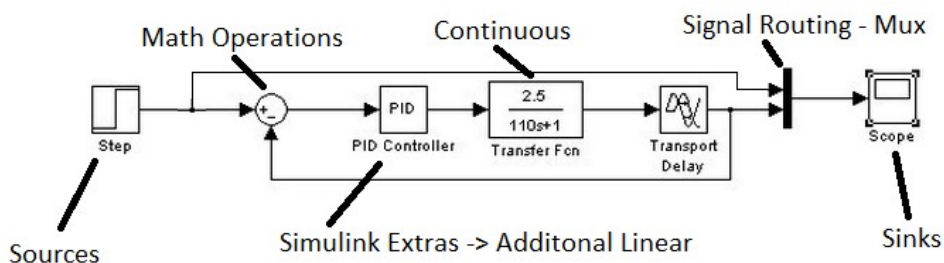 Math Operations
Continuous
Signal Routing - Mux
Step
+
-
PID
PID Controller
2.5
110s+1
Transfer Fcn
Transport
Delay
Scope
Sources
Simulink Extras -> Additonal Linear
Sinks